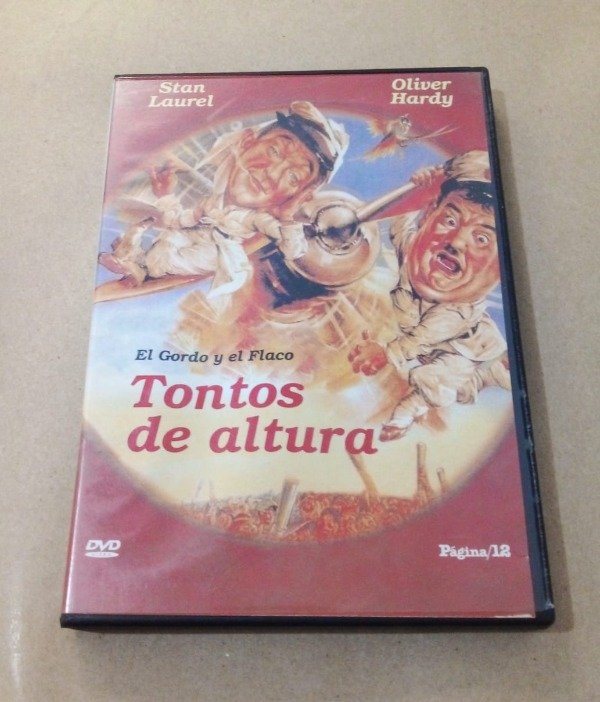 Stan
Laurel
Oliver
Hardy
El Gordo y el Flaco
Tontos
de altura
DVD
Página/12